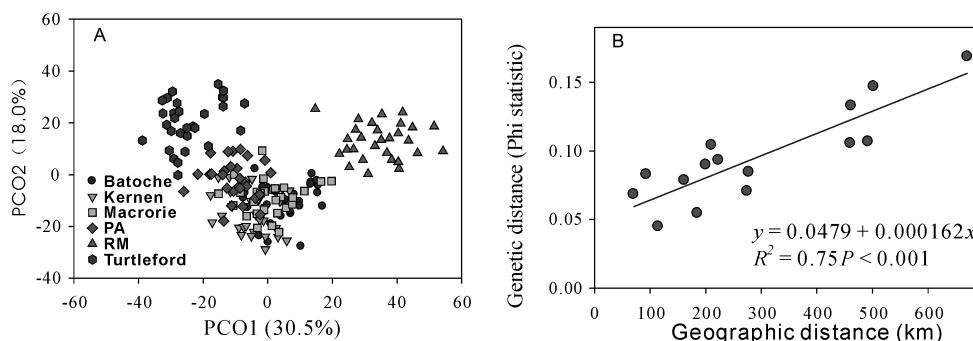 A
60
40
20
0
-20
-40
PCO2 (18.0%)
Batoche
Kernen
Macrorie
PA
RM
Turtleford
-60 -40 -20 0 20 40 60
PCO1 (30.5%)
B
0.15
0.10
0.05
0.00
Genetic distance (Phi statistic)
y = 0.0479 + 0.000162x
R² = 0.75 P < 0.001
0 100 200 300 400 500 600
Geographic distance (km)